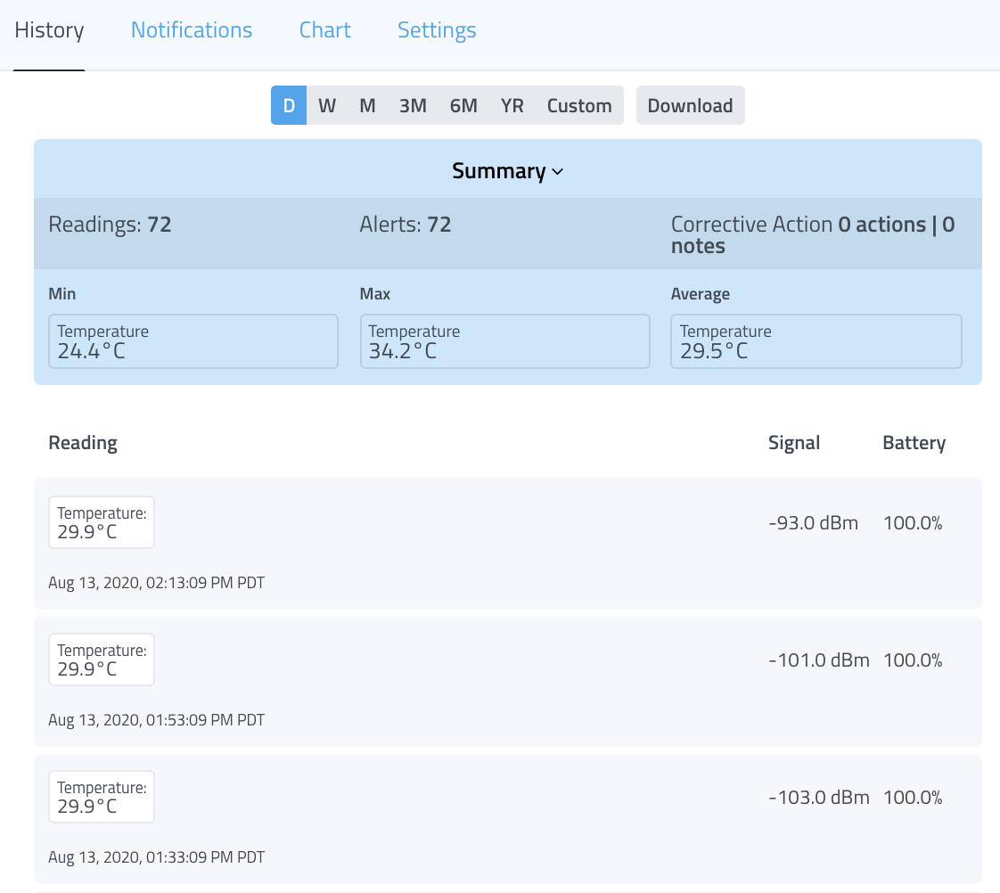 History Notifications Chart Settings
D W M 3M 6M YR Custom Download
Summary
Readings: 72 Alerts: 72 Corrective Action 0 actions | 0
notes
Min Max Average
Temperature Temperature Temperature
24.4°C 34.2°C 29.5°C
Reading Signal Battery
Temperature:
29.9°C -93.0 dBm 100.0%
Aug 13, 2020, 02:13:09 PM PDT
Temperature:
29.9°C -101.0 dBm 100.0%
Aug 13, 2020, 01:53:09 PM PDT
Temperature:
29.9°C -103.0 dBm 100.0%
Aug 13, 2020, 01:33:09 PM PDT